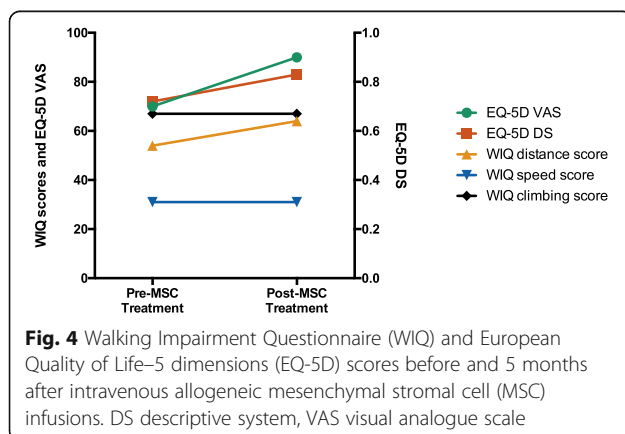 100
80
60
40
20
0
WIQ scores and EQ-5D VAS
1.0
0.8
0.6
0.4
0.2
0.0
EQ-5D DS
Pre-MSC
Treatment
Post-MSC
Treatment
EQ-5D VAS
EQ-5D DS
WIQ distance score
WIQ speed score
WIQ climbing score
Fig. 4 Walking Impairment Questionnaire (WIQ) and European
Quality of Life–5 dimensions (EQ-5D) scores before and 5 months
after intravenous allogeneic mesenchymal stromal cell (MSC)
infusions. DS descriptive system, VAS visual analogue scale